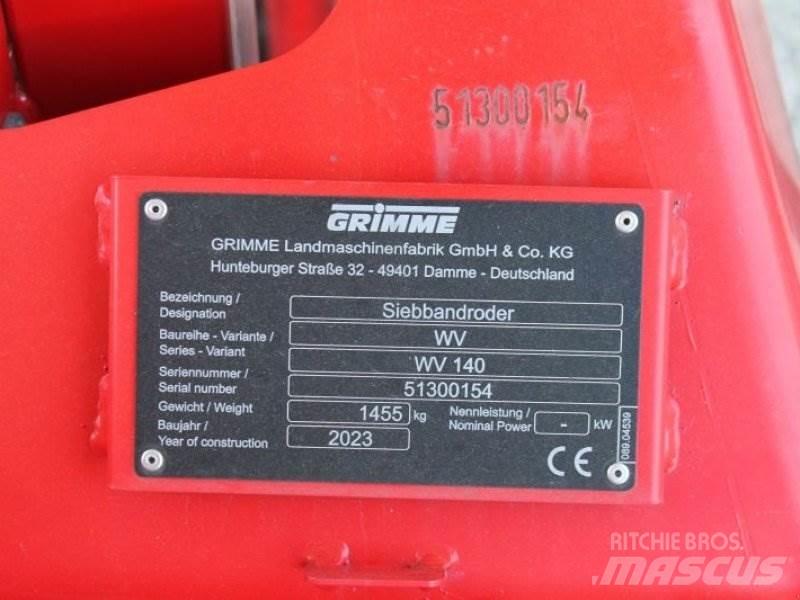 51300154
GRIMME
GRIMME Landmaschinenfabrik GmbH & Co. KG
Hunteburger Straße 32 - 49401 Damme - Deutschland
Bezeichnung /
Designation
Siebbandroder
Baureihe - Variante /
Series - Variant
WV
WV 140
Seriennummer /
Serial number
51300154
Gewicht / Weight
1455 kg
Nennleistung /
Nominal Power
- kW
Baujahr /
Year of construction
2023
CE
089.04539
RITCHIE BROS.
MASCUS